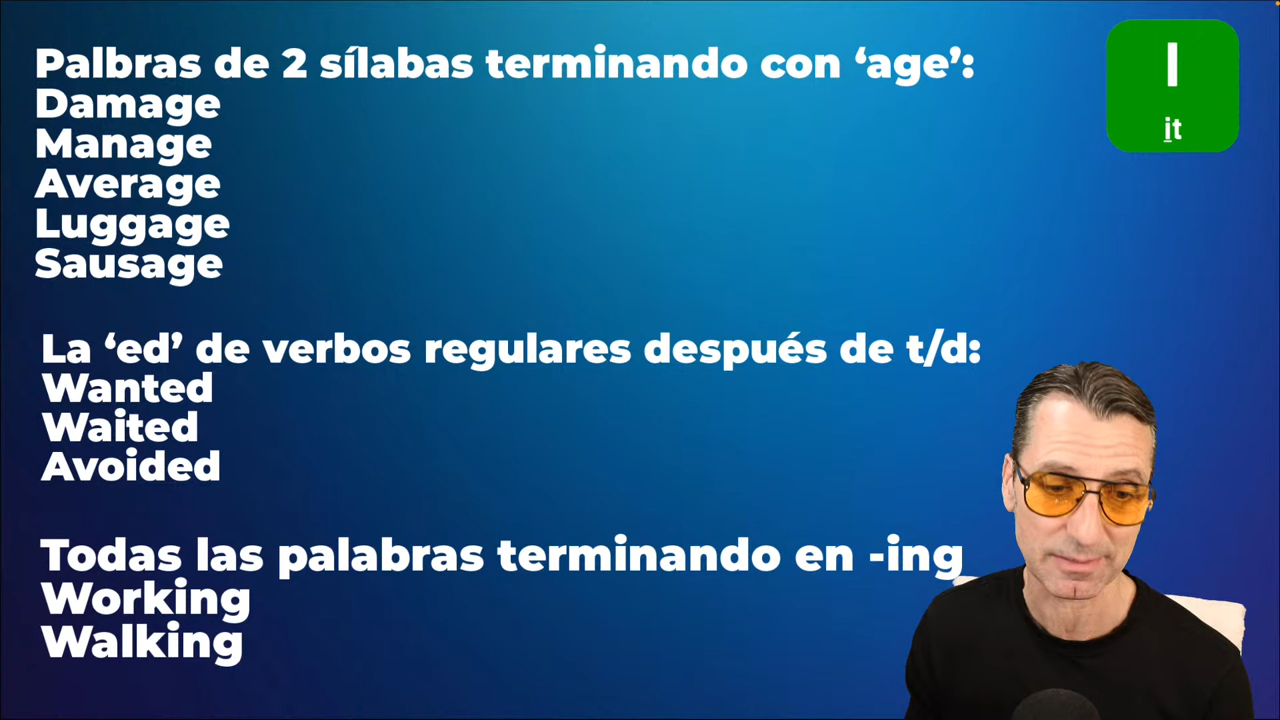 Palbras de 2 sílabas terminando con ‘age’:
Damage
Manage
Average
Luggage
Sausage
La ‘ed’ de verbos regulares después de t/d:
Wanted
Waited
Avoided
Todas las palabras terminando en -ing
Working
Walking
I
it